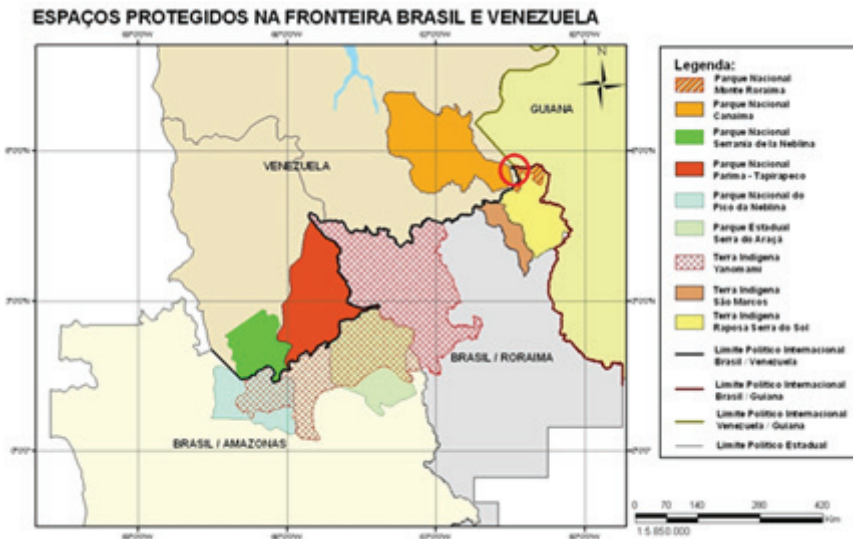 ESPAÇOS PROTEGIDOS NA FRONTEIRA BRASIL E VENEZUELA
N
GUIANA
VENEZUELA
BRASIL / RORAIMA
BRASIL / AMAZONAS
Legenda:
Parque Nacional
Monte Roraima
Parque Nacional
Canaima
Parque Nacional
Serrania de la Neblina
Parque Nacional
Parima - Tapirapeco
Parque Nacional do
Pico da Neblina
Parque Estadual
Serra do Araçá
Terra Indígena
Yanomami
Terra Indígena
São Marcos
Terra Indígena
Raposa Serra do Sol
Limite Político Internacional
Brasil / Venezuela
Limite Político Internacional
Brasil / Guiana
Limite Político Internacional
Venezuela / Guiana
Limite Político Estadual
0 70 140 280 420
Km
1:5.850.000